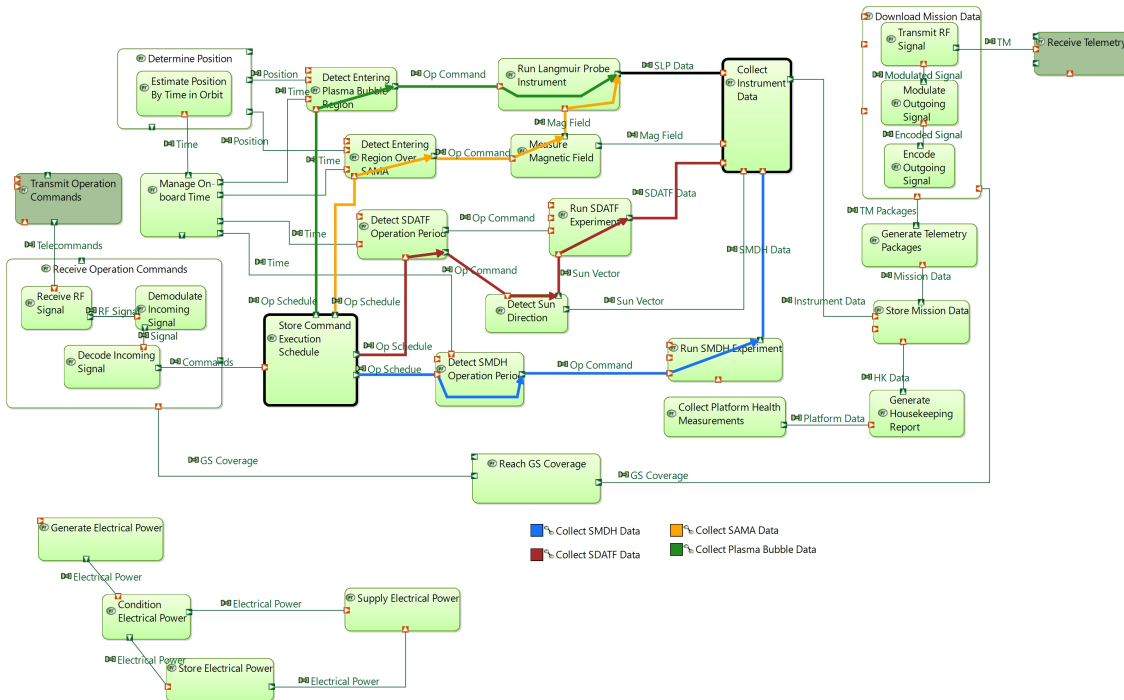 Download Mission Data
Transmit RF
Signal
TM
Receive Telemetry
Modulated Signal
Modulate
Outgoing Signal
Encoded Signal
Encode
Outgoing Signal
Determine Position
Estimate Position
By Time in Orbit
Position
Time
Detect Entering
Plasma Bubble
Region
Op Command
Run Langmuir Probe
Instrument
SLP Data
Collect
Instrument
Data
Position
Time
Time
Detect Entering
Region Over
SAMA
Op Command
Mag Field
Measure
Magnetic Field
Mag Field
Transmit Operation
Commands
Manage On-
board Time
Telecommands
Time
Detect SDATF
Operation Period
Op Command
Run SDATF
Experiment
SDATF Data
SMDH Data
TM Packages
Generate Telemetry
Packages
Mission Data
Receive Operation Commands
Time
Op Command
Sun Vector
Receive RF
Signal
RF Signal
Demodulate
Incoming
Signal
Signal
Decode Incoming
Signal
Commands
Op Schedule
Op Schedule
Detect Sun
Direction
Sun Vector
Instrument Data
Store Mission Data
Store Command
Execution
Schedule
Op Schedule
Op Schedue
Detect SMDH
Operation Period
Op Command
Run SMDH Experiment
HK Data
Collect Platform Health
Measurements
Platform Data
Generate
Housekeeping
Report
GS Coverage
Reach GS Coverage
GS Coverage
Generate Electrical Power
Collect SMDH Data
Collect SAMA Data
Collect SDATF Data
Collect Plasma Bubble Data
Electrical Power
Condition
Electrical Power
Electrical Power
Supply Electrical Power
Electrical Power
Store Electrical Power
Electrical Power